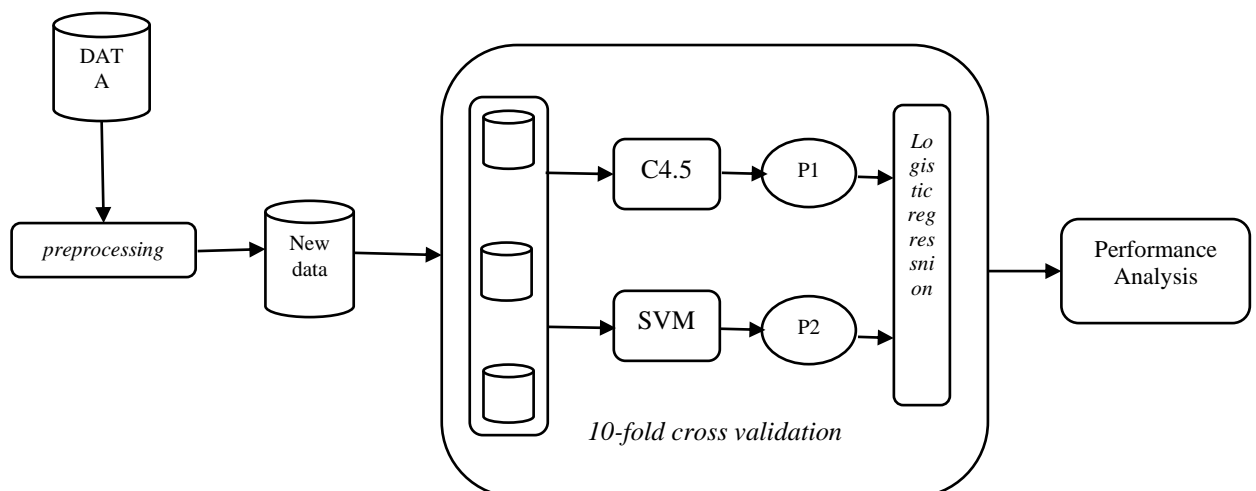 DAT
A
preprocessing
New
data
C4.5
P1
SVM
P2
Lo
gis
tic
reg
res
sni
on
10-fold cross validation
Performance
Analysis